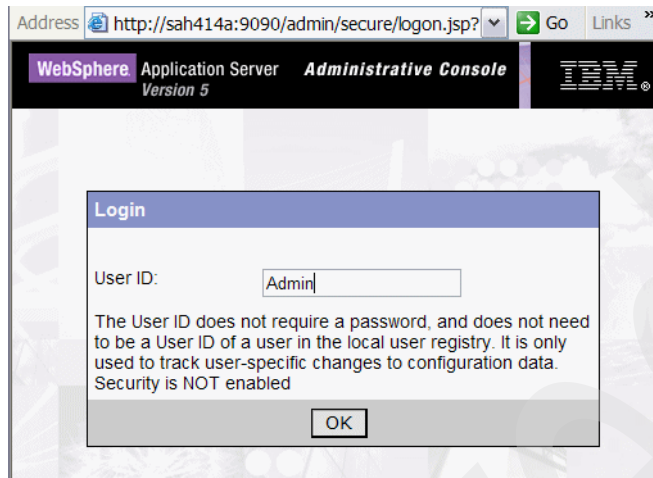 Address http://sah414a:9090/admin/secure/logon.jsp? Go Links »
WebSphere Application Server Administrative Console IBM®
Version 5
Login
User ID: Admin
The User ID does not require a password, and does not need
to be a User ID of a user in the local user registry. It is only
used to track user-specific changes to configuration data.
Security is NOT enabled
OK